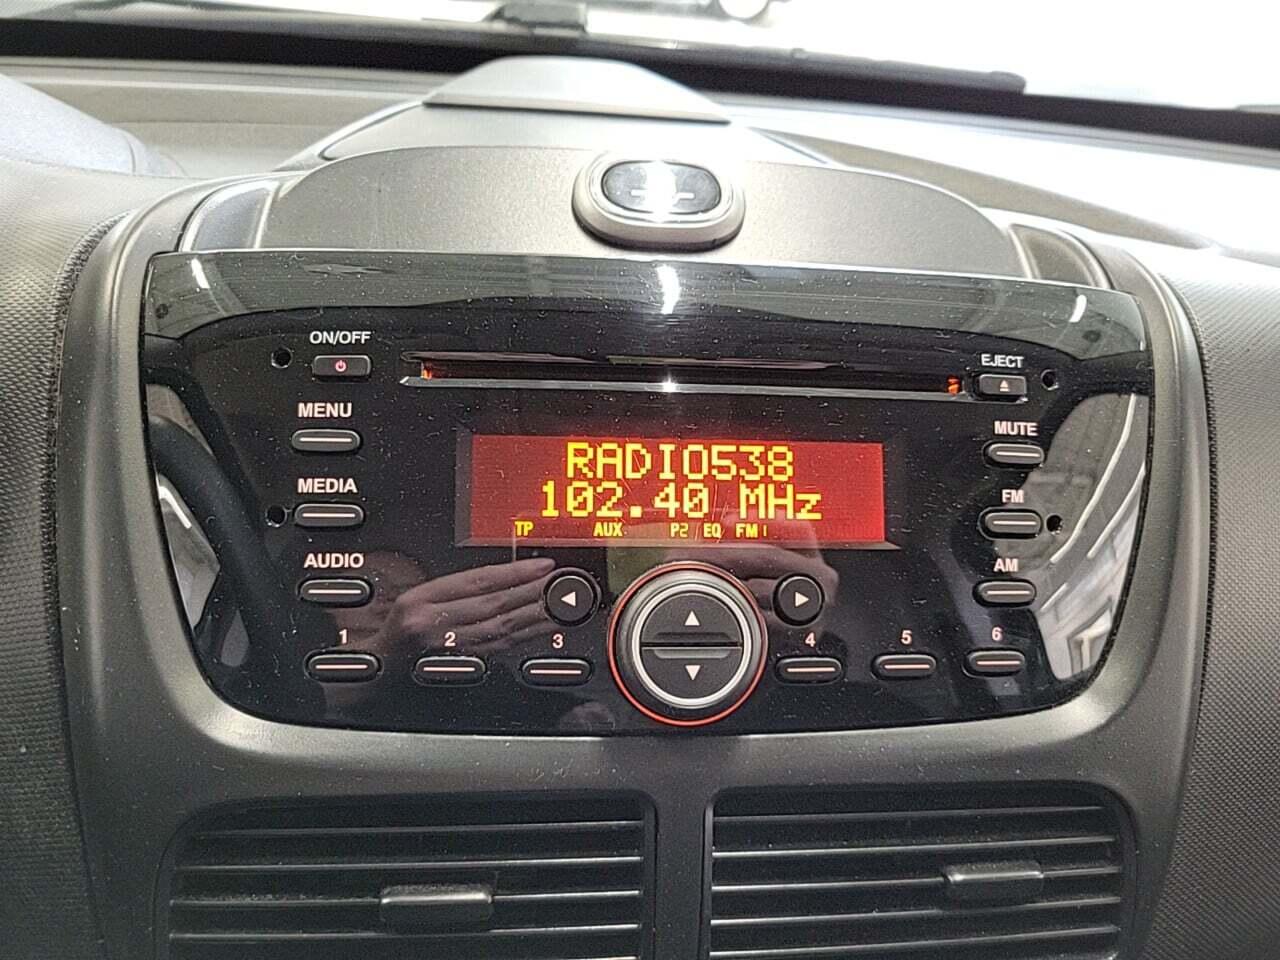 ON/OFF
EJECT
MENU
MUTE
RADIO538
102.40 MHz
TP AUX P2 EQ FM1
MEDIA
FM
AUDIO
AM
1 2 3 4 5 6